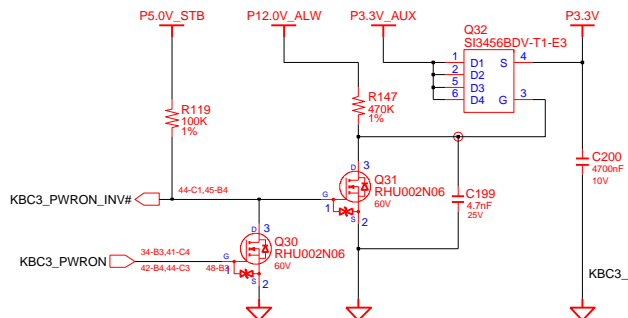 P5.0V_STB P12.0V_ALW P3.3V_AUX P3.3V
Q32
SI3456BDV-T1-E3
1 D1 S 4
2 D2
5 D3
6 D4 G 3
R119
100K
1%
R147
470K
1%
KBC3_PWRON_INV#
44-C1,45-B4
D 3
G
1
S
2
Q31
RHU002N06
60V
C199
4.7nF
25V
C200
4700nF
10V
D 3
G
1
S
2
Q30
RHU002N06
60V
KBC3_PWRON
34-B3,41-C4
42-B4,44-C3
48-B3
KBC3_